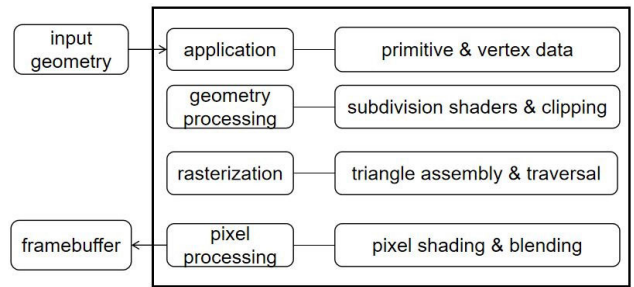 input
geometry
application
primitive & vertex data
geometry
processing
subdivision shaders & clipping
rasterization
triangle assembly & traversal
framebuffer
pixel
processing
pixel shading & blending